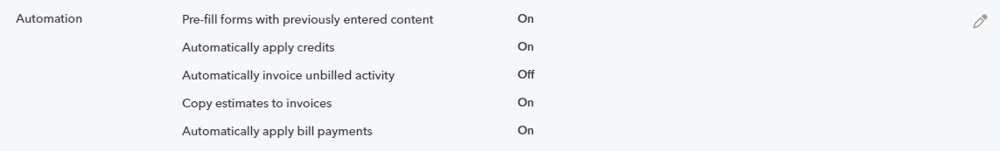 Automation Pre-fill forms with previously entered content On
Automatically apply credits On
Automatically invoice unbilled activity Off
Copy estimates to invoices On
Automatically apply bill payments On